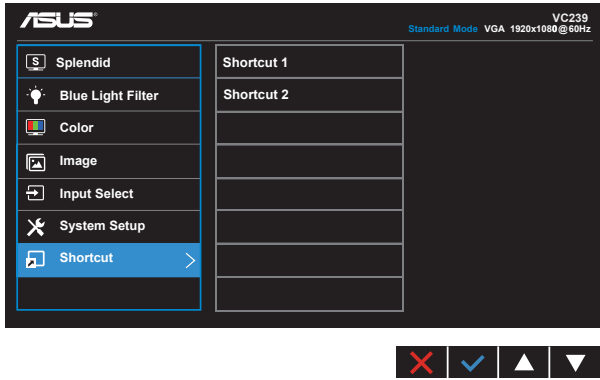 ASUS
VC239
Standard Mode VGA 1920x1080@60Hz
S Splendid
Blue Light Filter
Color
Image
Input Select
System Setup
Shortcut
Shortcut 1
Shortcut 2